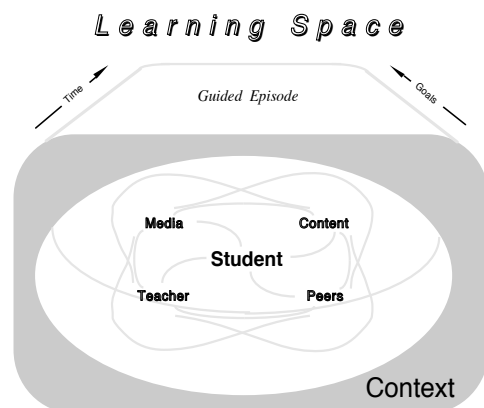 Learning Space
Time
Goals
Guided Episode
Media
Content
Student
Teacher
Peers
Context